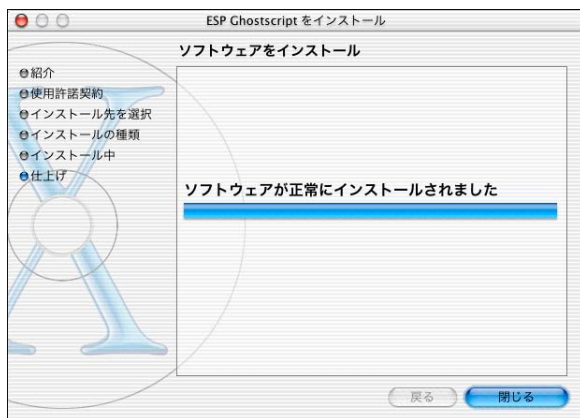 ESP Ghostscript をインストール
ソフトウェアをインストール
紹介
使用許諾契約
インストール先を選択
インストールの種類
インストール中
仕上げ
ソフトウェアが正常にインストールされました
戻る
閉じる